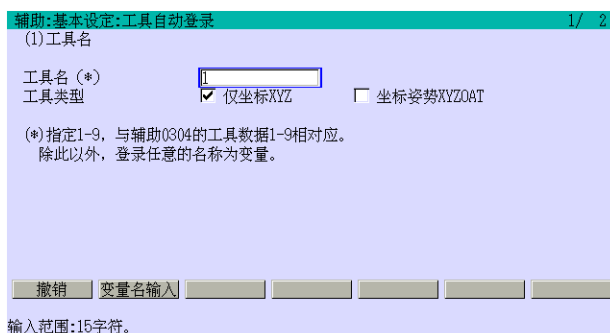 辅助:基本设定:工具自动登录 1/ 2
(1)工具名
工具名 (*) 1
工具类型 仅坐标XYZ 坐标姿势XYZOAT
(*)指定1-9，与辅助0304的工具数据1-9相对应。
除此以外，登录任意的名称为变量。
撤销 变量名输入
输入范围:15字符。